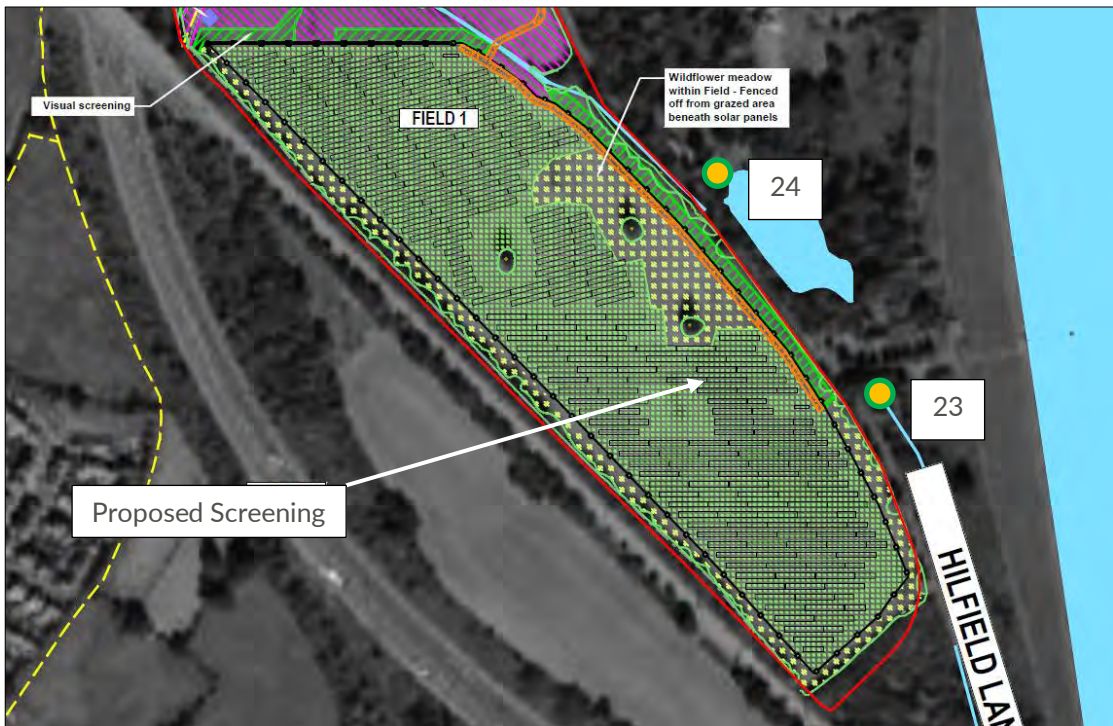 Visual screening
FIELD 1
Wildflower meadow
within Field - Fenced
off from grazed area
beneath solar panels
24
23
Proposed Screening
HILFIELD LAN